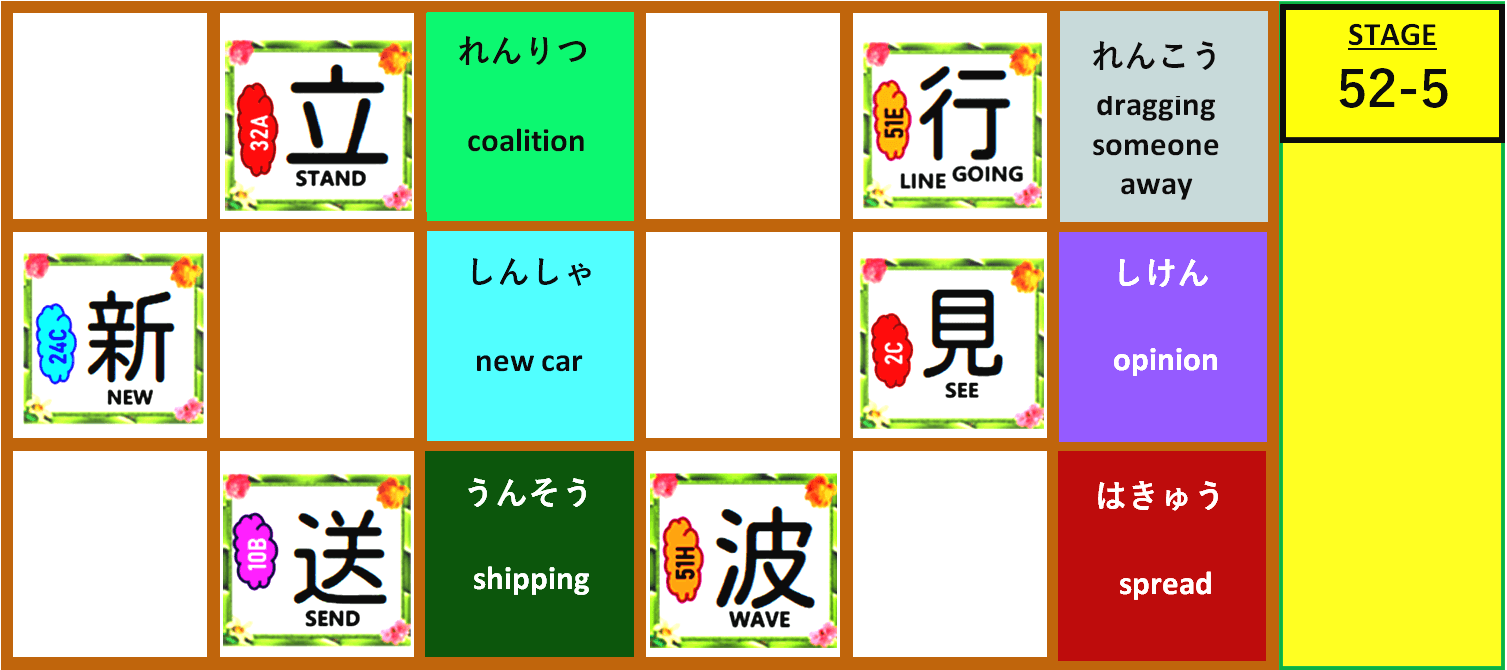 32A
立
STAND
れんりつ
coalition
51E
行
LINE GOING
れんこう
dragging
someone
away
STAGE
52-5
24C
新
NEW
しんしゃ
new car
2C
見
SEE
しけん
opinion
10B
送
SEND
うんそう
shipping
51H
波
WAVE
はきゅう
spread